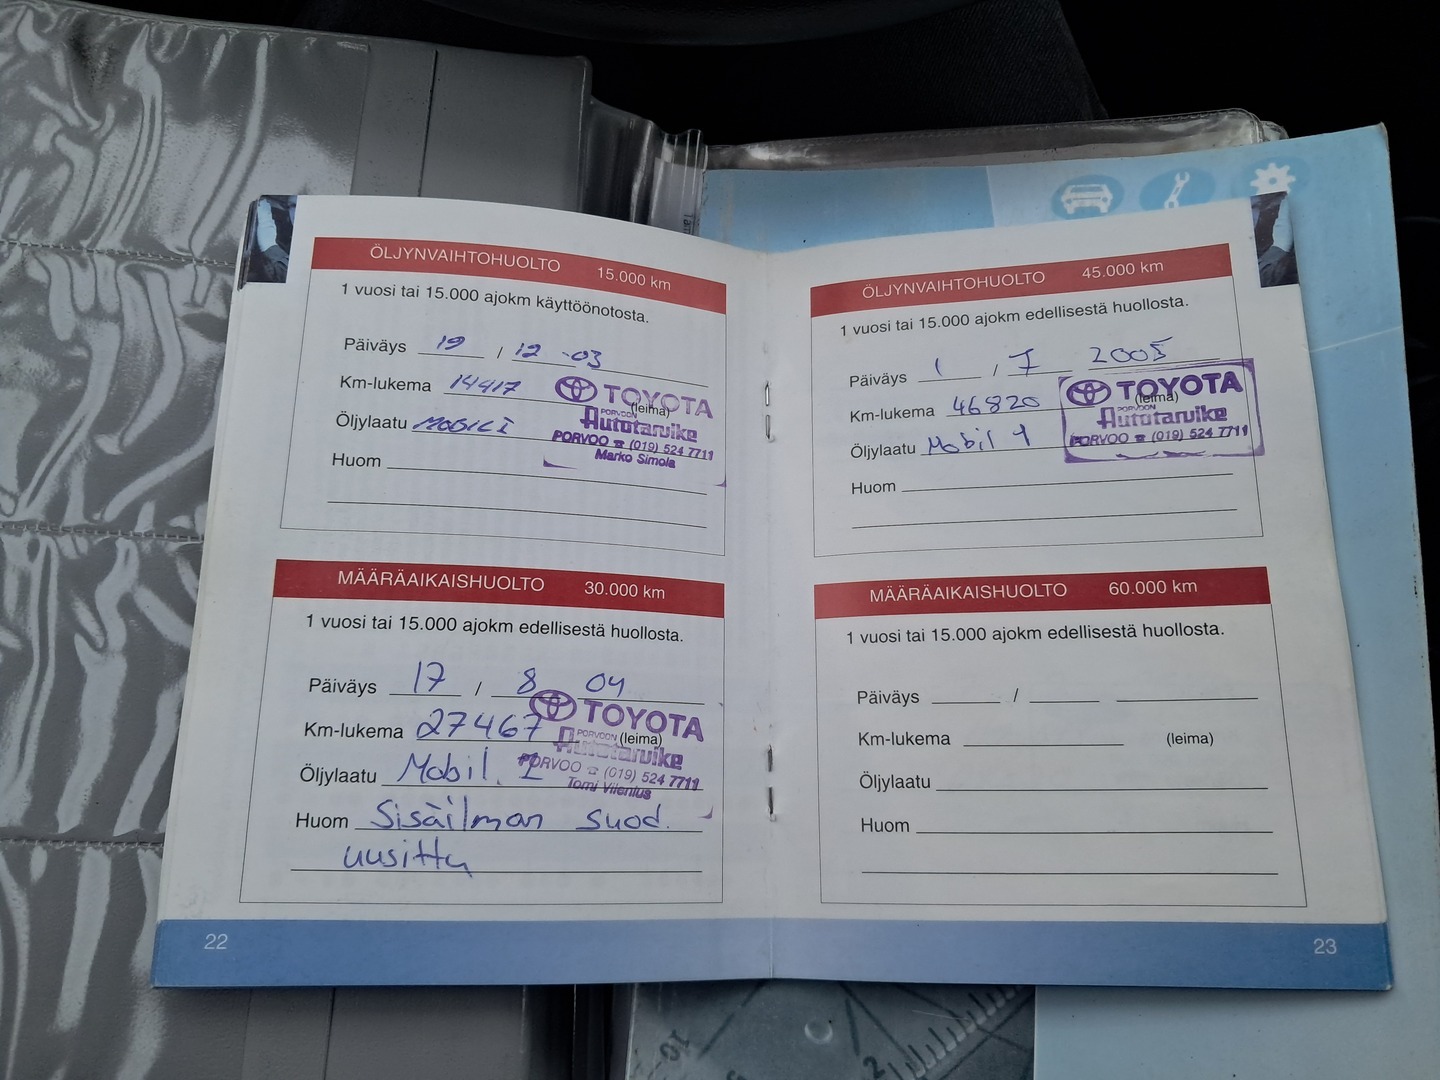 ÖLJYNVAIHTOHUOLTO 15.000 km
1 vuosi tai 15.000 ajokm käyttöönotosta.
Päiväys 19 / 12 -03
Km-lukema 14417
(leima)
Öljylaatu MOBIL I
Huom
TOYOTA
PORVOON
Autotarvike
PORVOO ☎ (019) 524 7711
Marko Simola
MÄÄRÄAIKAISHUOLTO 30.000 km
1 vuosi tai 15.000 ajokm edellisestä huollosta.
Päiväys 17 / 8 04
Km-lukema 27467
(leima)
Öljylaatu Mobil I
Huom Sisäilman suod.
uusittu
TOYOTA
PORVOON
Autotarvike
PORVOO ☎ (019) 524 7711
Tomi Vilenius
22
ÖLJYNVAIHTOHUOLTO 45.000 km
1 vuosi tai 15.000 ajokm edellisestä huollosta.
Päiväys 1 / 7 2005
Km-lukema 46820
(leima)
Öljylaatu Mobil 1
Huom
TOYOTA
PORVOON
Autotarvike
PORVOO ☎ (019) 524 7711
MÄÄRÄAIKAISHUOLTO 60.000 km
1 vuosi tai 15.000 ajokm edellisestä huollosta.
Päiväys /
Km-lukema (leima)
Öljylaatu
Huom
23